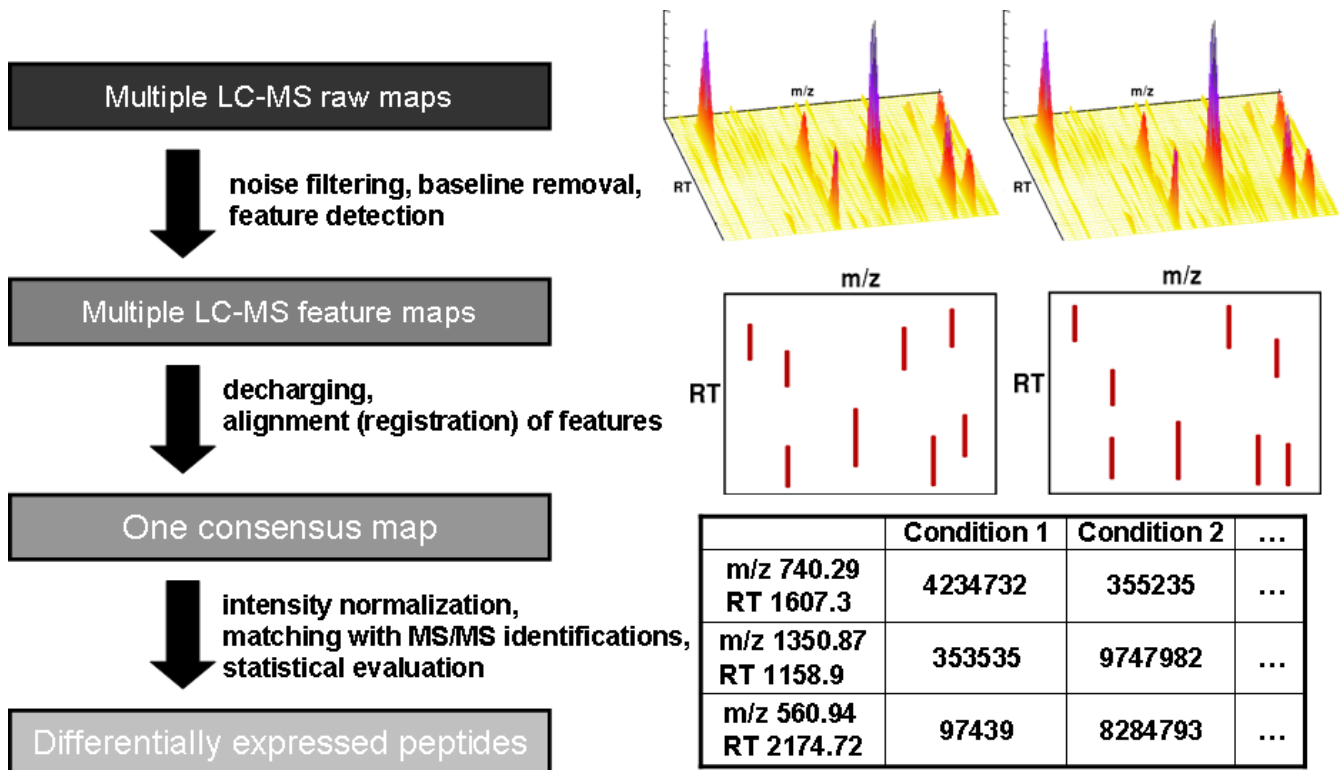 Multiple LC-MS raw maps
noise filtering, baseline removal,
feature detection
Multiple LC-MS feature maps
decharging,
alignment (registration) of features
One consensus map
intensity normalization,
matching with MS/MS identifications,
statistical evaluation
Differentially expressed peptides
m/z
RT
m/z
RT
m/z
RT
m/z
RT
Condition 1 Condition 2 ...
m/z 740.29
RT 1607.3
4234732 355235 ...
m/z 1350.87
RT 1158.9
353535 9747982 ...
m/z 560.94
RT 2174.72
97439 8284793 ...